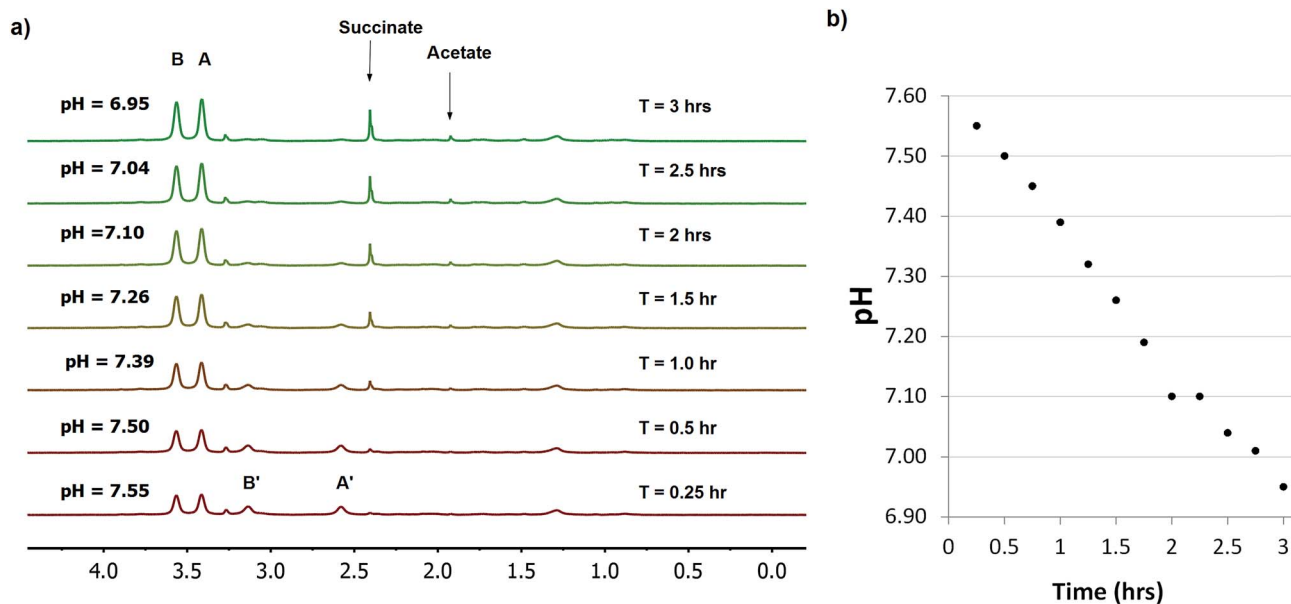 a)
Succinate
Acetate
B A
pH = 6.95
T = 3 hrs
pH = 7.04
T = 2.5 hrs
pH =7.10
T = 2 hrs
pH = 7.26
T = 1.5 hr
pH = 7.39
T = 1.0 hr
pH = 7.50
T = 0.5 hr
B' A'
pH = 7.55
T = 0.25 hr
4.0 3.5 3.0 2.5 2.0 1.5 1.0 0.5 0.0
b)
7.60
7.50
7.40
7.30
7.20
7.10
7.00
6.90
pH
0 0.5 1 1.5 2 2.5 3
Time (hrs)